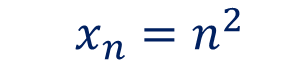 xₙ = n²